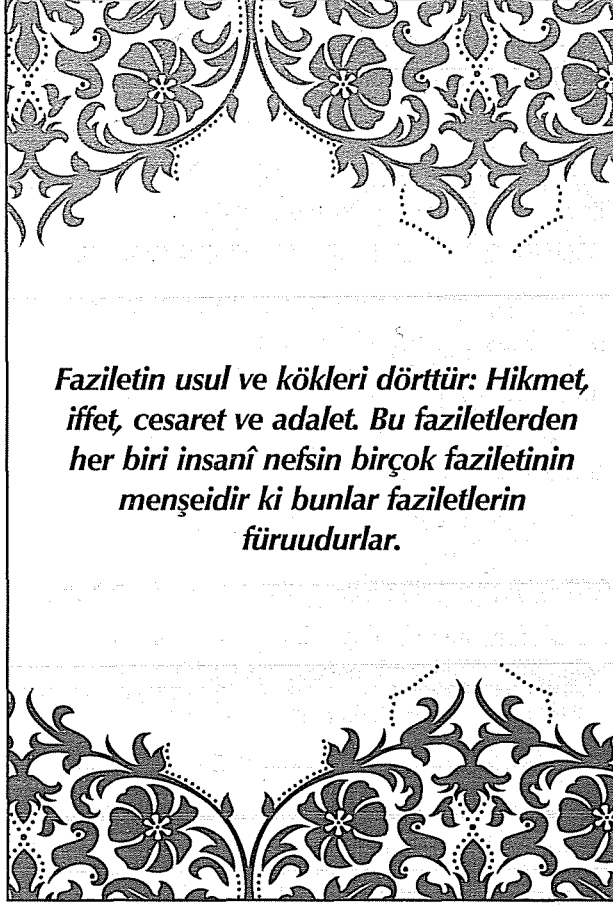 Faziletin usul ve kökleri dörttür: Hikmet,
iffet, cesaret ve adalet. Bu faziletlerden
her biri insanî nefsin birçok faziletinin
menşeidir ki bunlar faziletlerin
füruudurlar.